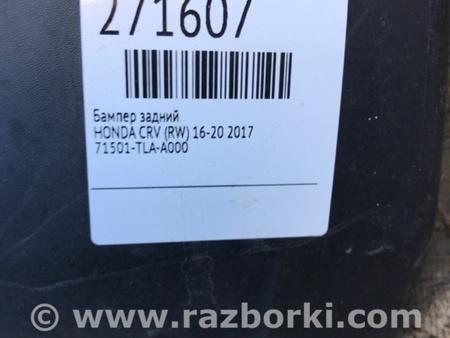 271607
Бампер задний
HONDA CRV (RW) 16-20 2017
71501-TLA-A000
© www.razborki.com